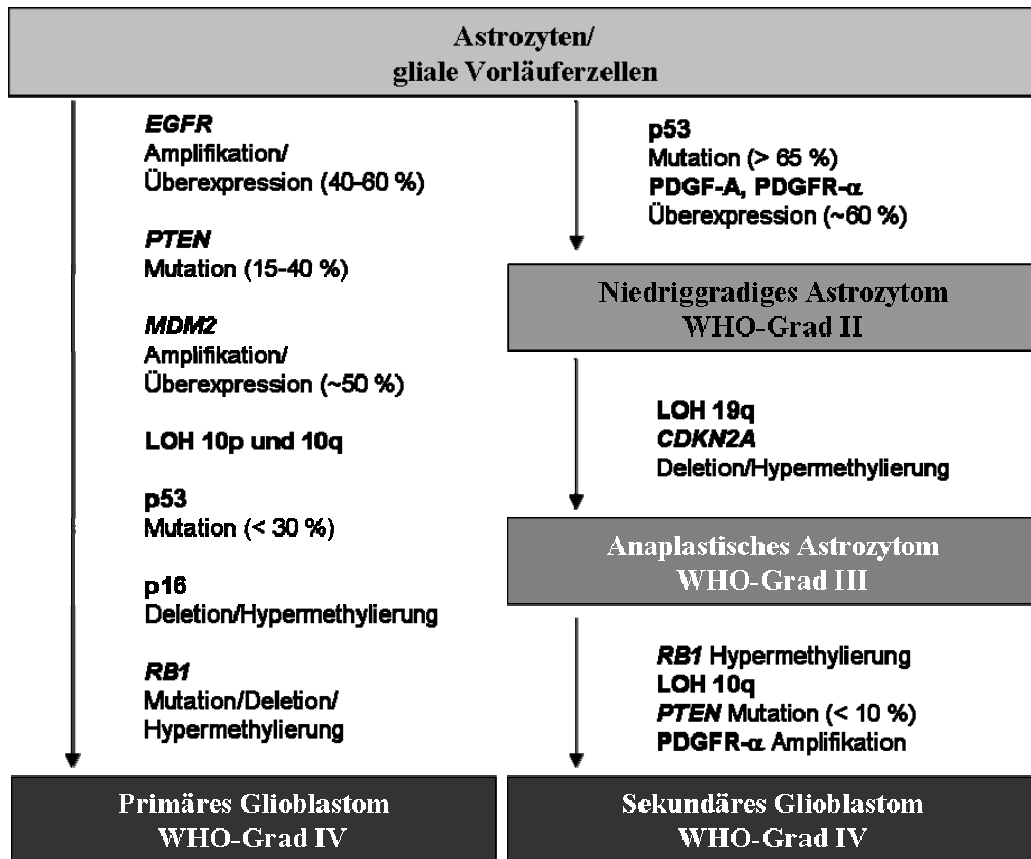 Astrozyten/
gliale Vorläuferzellen
EGFR
Amplifikation/
Überexpression (40-60 %)
PTEN
Mutation (15-40 %)
MDM2
Amplifikation/
Überexpression (~50 %)
LOH 10p und 10q
p53
Mutation (< 30 %)
p16
Deletion/Hypermethylierung
RB1
Mutation/Deletion/
Hypermethylierung
Primäres Glioblastom
WHO-Grad IV
p53
Mutation (> 65 %)
PDGF-A, PDGFR-α
Überexpression (~60 %)
Niedriggradiges Astrozytom
WHO-Grad II
LOH 19q
CDKN2A
Deletion/Hypermethylierung
Anaplastisches Astrozytom
WHO-Grad III
RB1 Hypermethylierung
LOH 10q
PTEN Mutation (< 10 %)
PDGFR-α Amplifikation
Sekundäres Glioblastom
WHO-Grad IV